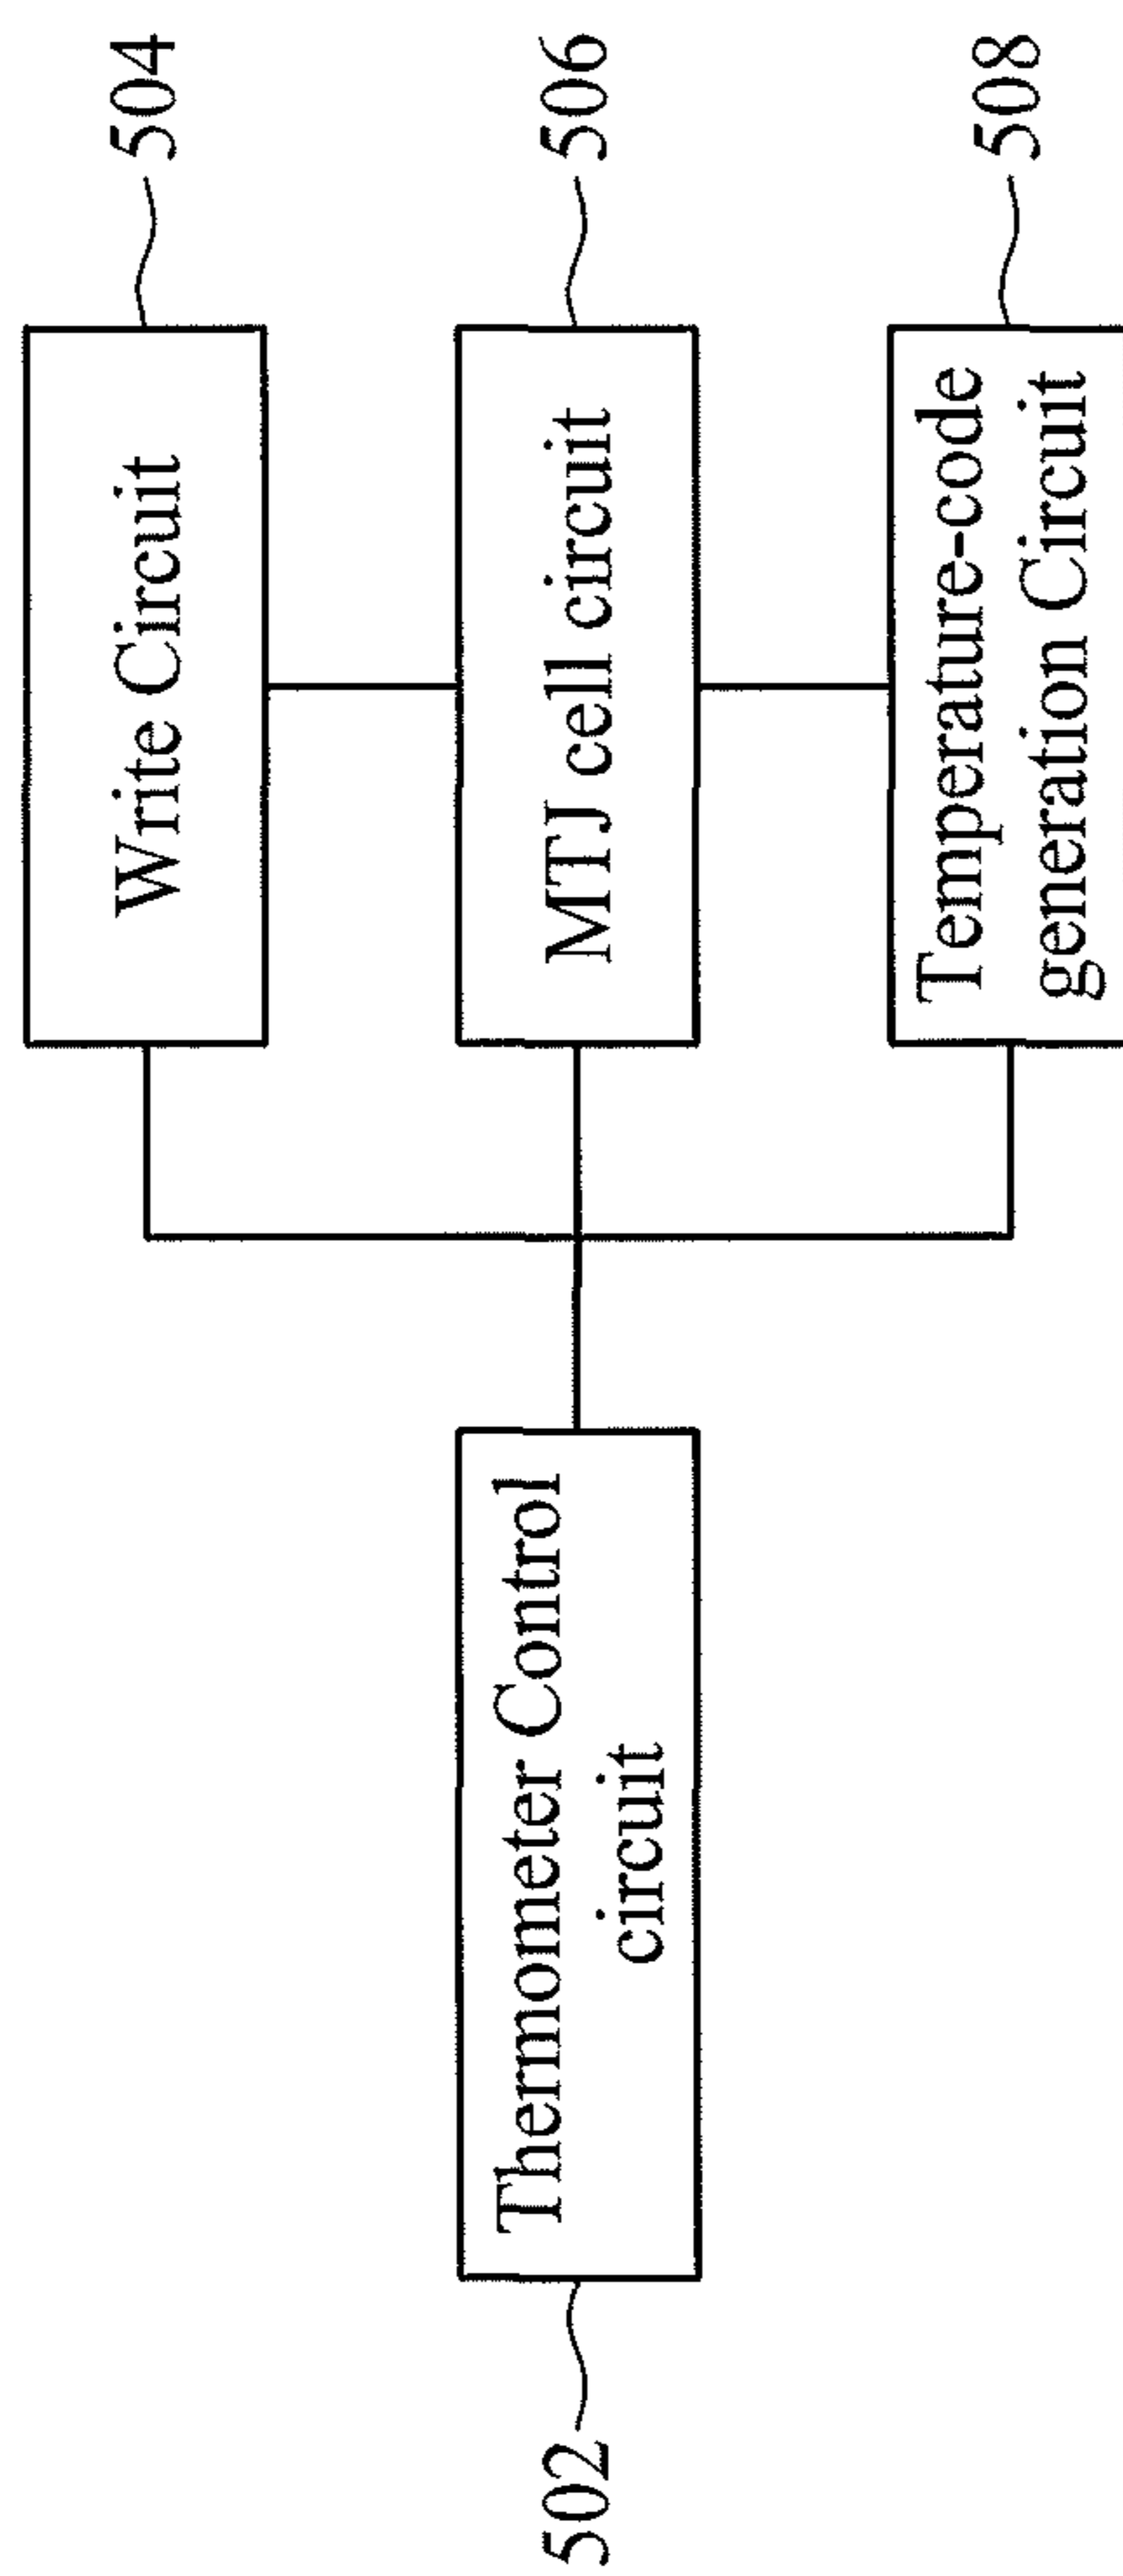 504
Write Circuit
506
MTJ cell circuit
502
Thermometer Control
circuit
508
Temperature-code
generation Circuit